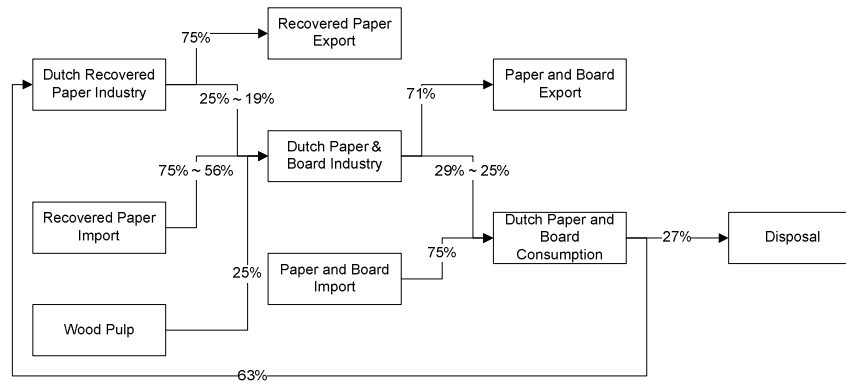 Recovered Paper
Export
75%
Dutch Recovered
Paper Industry
Paper and Board
Export
25% ~ 19%
71%
Dutch Paper &
Board Industry
75% ~ 56%
29% ~ 25%
Recovered Paper
Import
Dutch Paper and
Board
Consumption
27%
Disposal
75%
Paper and Board
Import
25%
Wood Pulp
63%